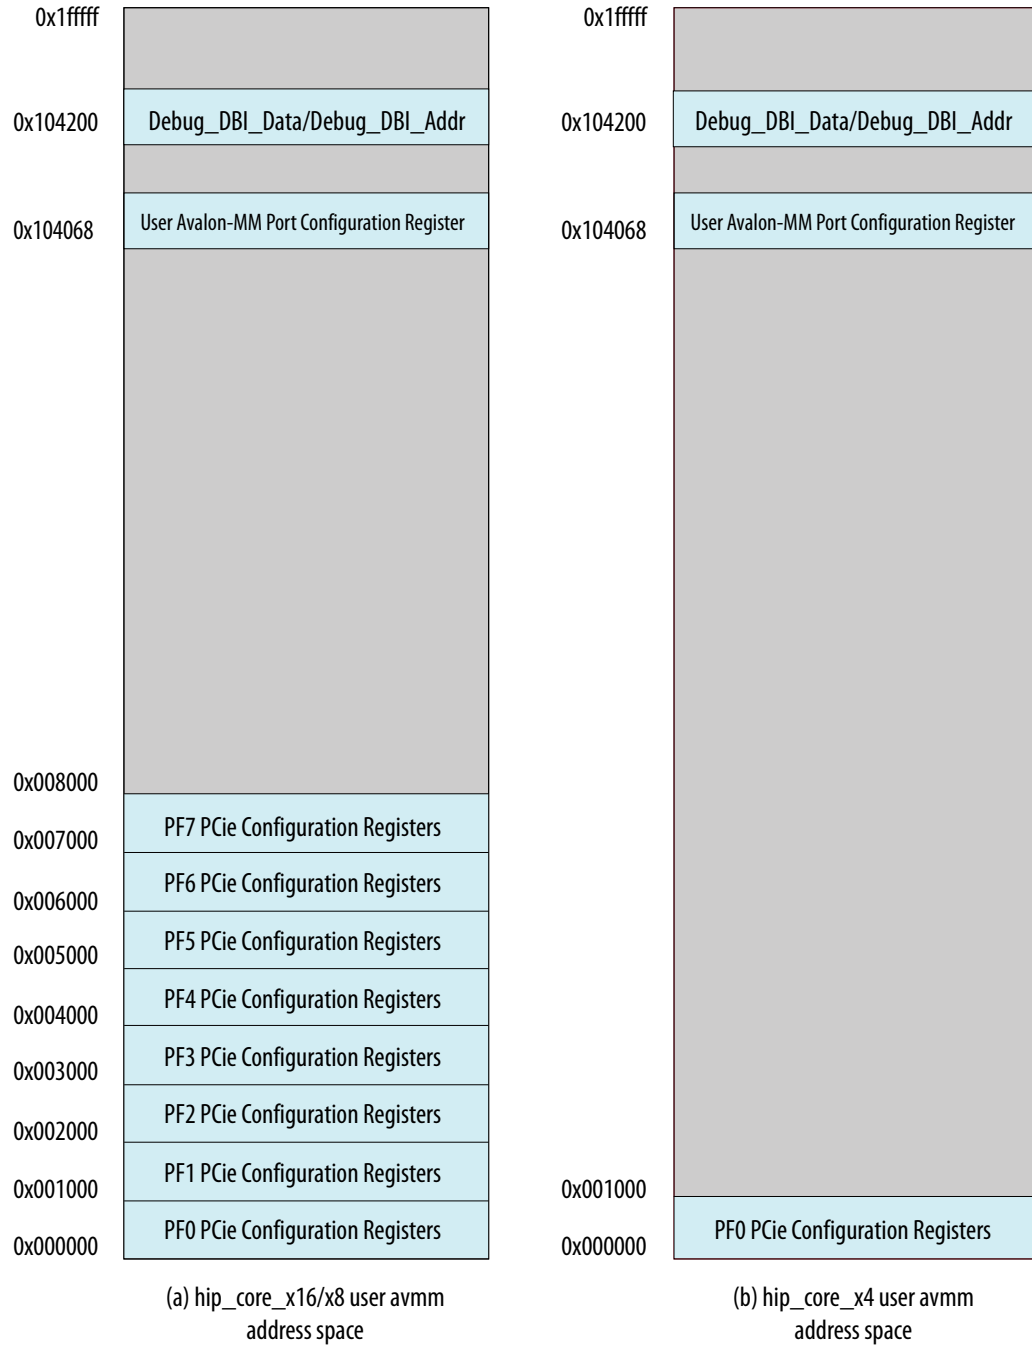 0x1fffff
0x104200
Debug_DBI_Data/Debug_DBI_Addr
0x104068
User Avalon-MM Port Configuration Register
0x008000
PF7 PCie Configuration Registers
0x007000
PF6 PCie Configuration Registers
0x006000
PF5 PCie Configuration Registers
0x005000
PF4 PCie Configuration Registers
0x004000
PF3 PCie Configuration Registers
0x003000
PF2 PCie Configuration Registers
0x002000
PF1 PCie Configuration Registers
0x001000
PF0 PCie Configuration Registers
0x000000
(a) hip_core_x16/x8 user avmm
address space
0x1fffff
0x104200
Debug_DBI_Data/Debug_DBI_Addr
0x104068
User Avalon-MM Port Configuration Register
0x001000
PF0 PCie Configuration Registers
0x000000
(b) hip_core_x4 user avmm
address space